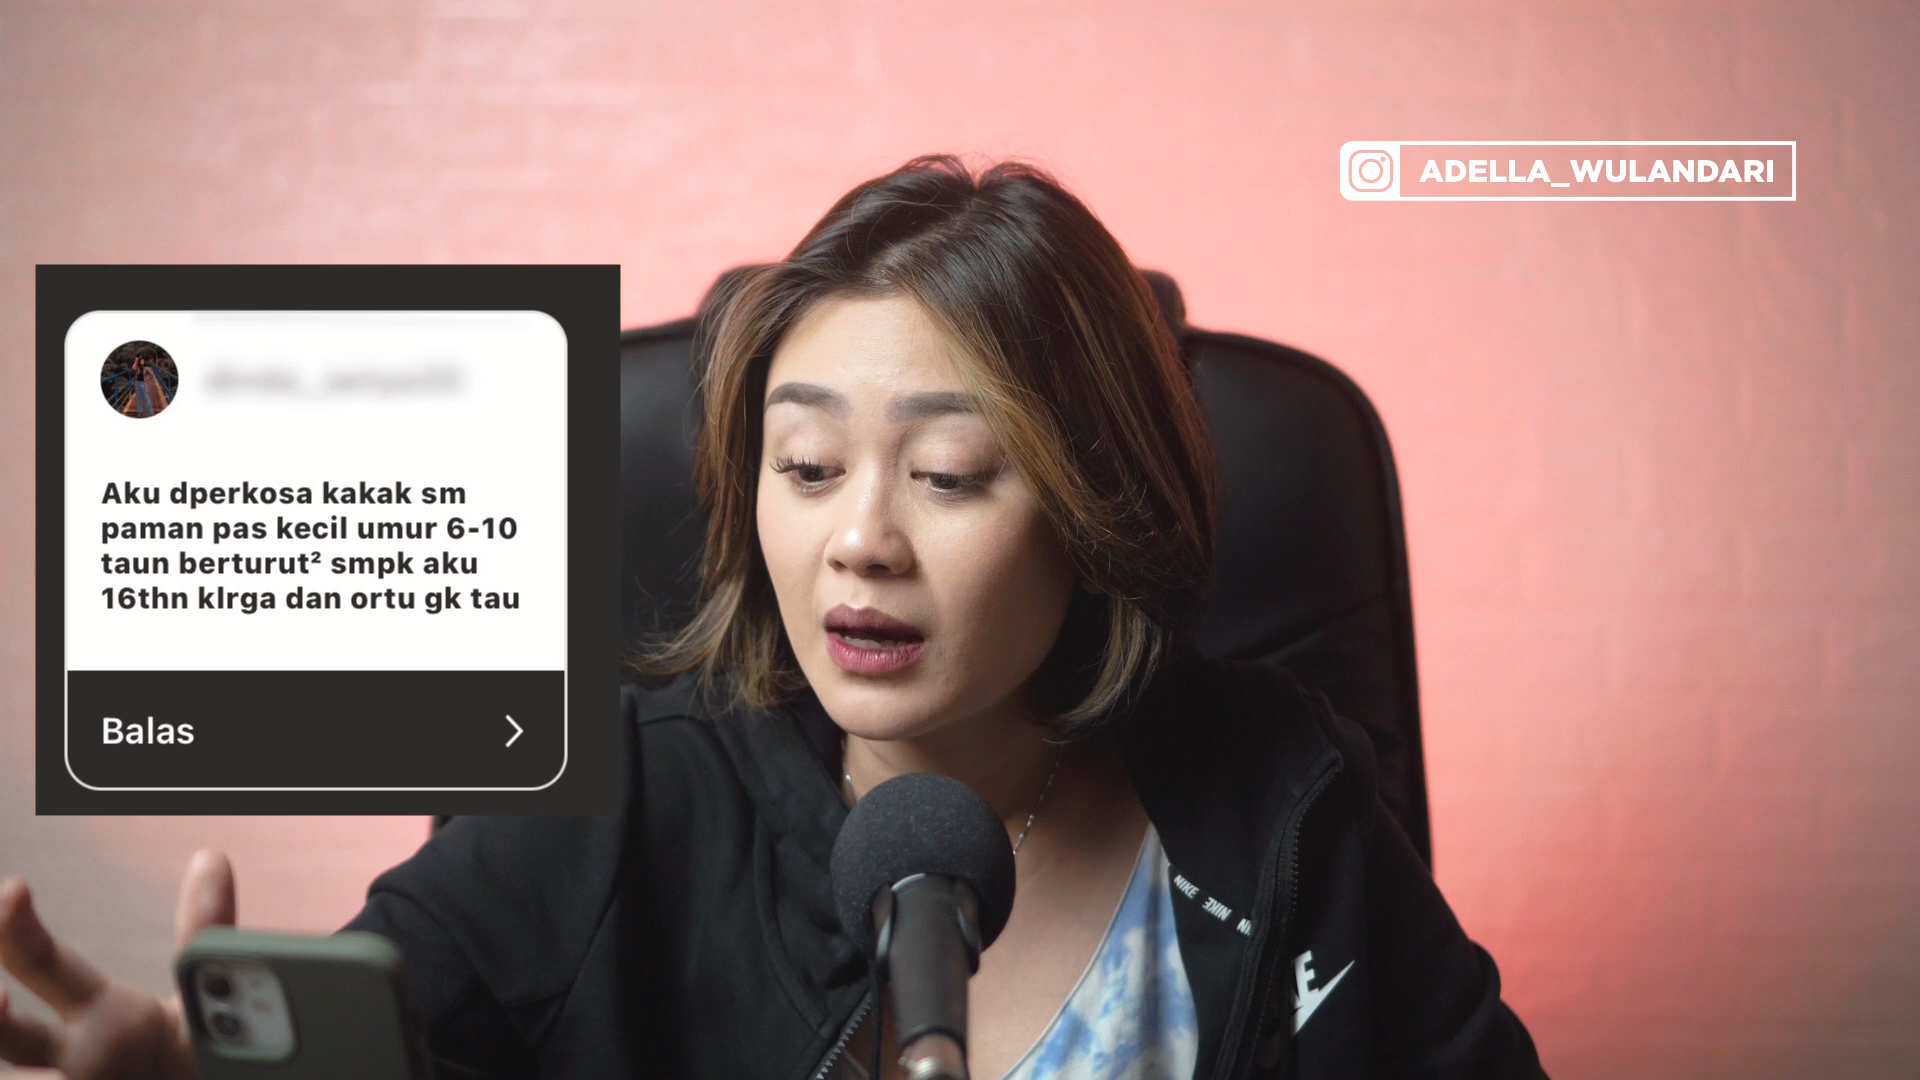 ADELLA_WULANDARI
Aku dperkosa kakak sm
paman pas kecil umur 6-10
taun berturut² smpk aku
16thn klrga dan ortu gk tau
Balas
NIKE NIKE NI